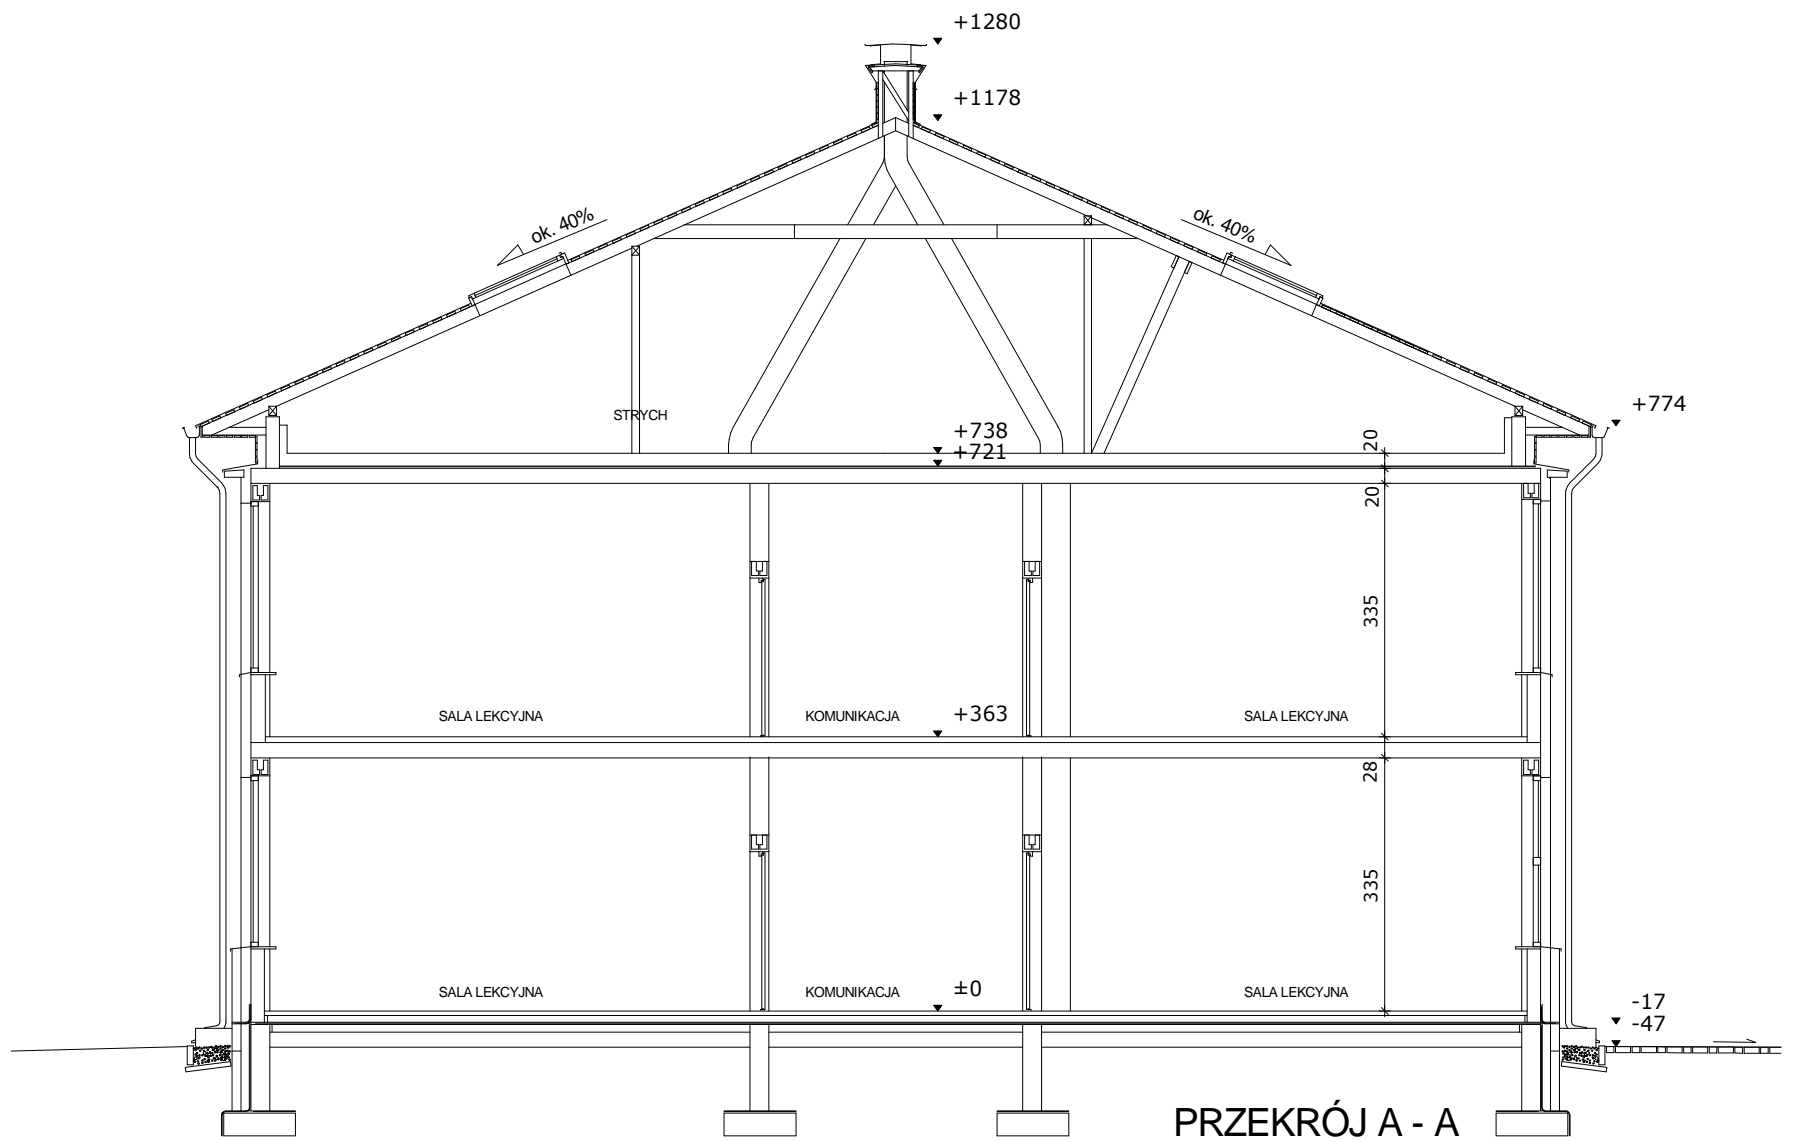 +1280
+1178
ok. 40%
ok. 40%
+774
STRYCH
+738
+721
20
20
335
SALA LEKCYJNA
KOMUNIKACJA
+363
SALA LEKCYJNA
28
335
SALA LEKCYJNA
KOMUNIKACJA
±0
SALA LEKCYJNA
-17
-47
PRZEKRÓJ A - A